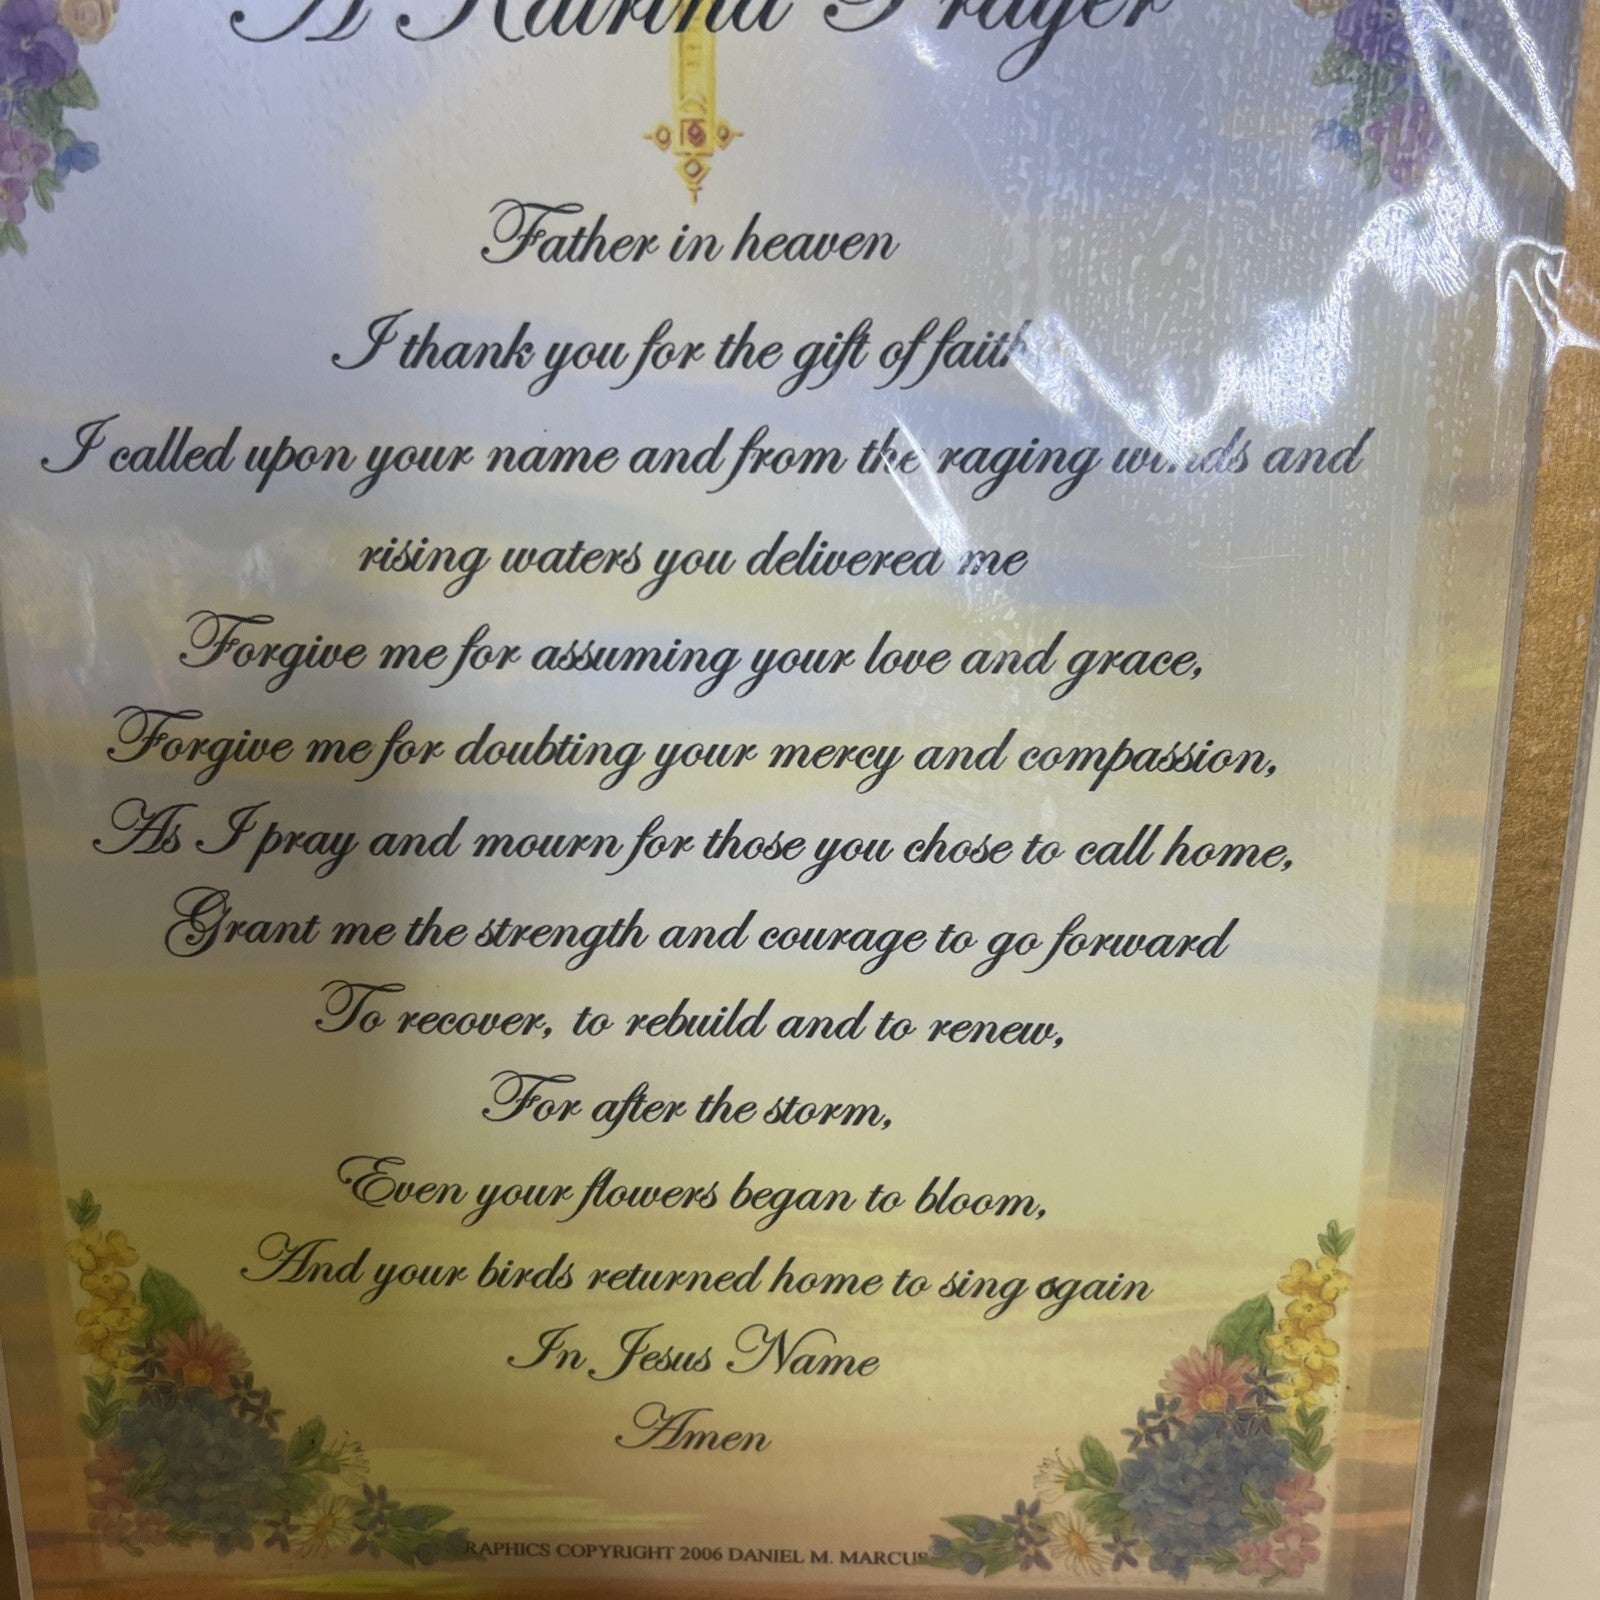 A Katrina Prayer
Father in heaven
I thank you for the gift of faith
I called upon your name and from the raging winds and
rising waters you delivered me
Forgive me for assuming your love and grace,
Forgive me for doubting your mercy and compassion,
As I pray and mourn for those you chose to call home,
Grant me the strength and courage to go forward
To recover, to rebuild and to renew,
For after the storm,
Even your flowers began to bloom,
And your birds returned home to sing again
In Jesus Name
Amen
RAPHICS COPYRIGHT 2006 DANIEL M. MARCUS